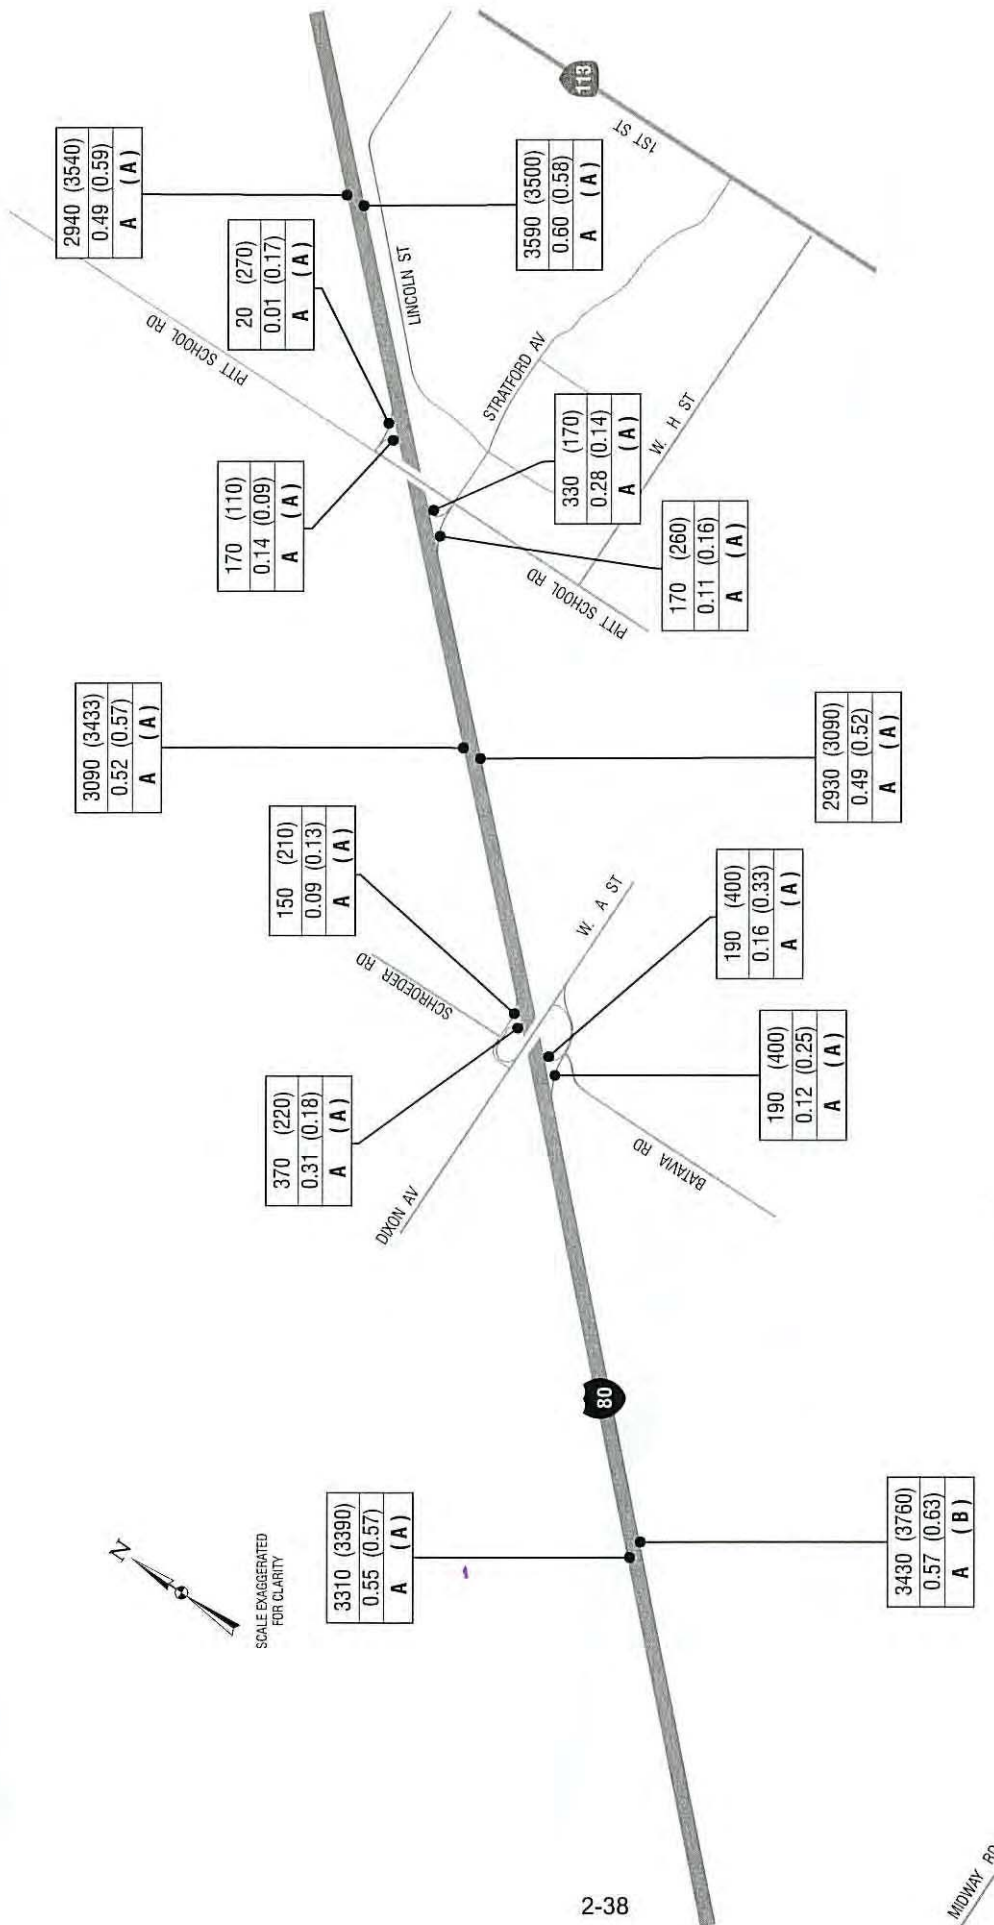 N
SCALE EXAGGERATED
FOR CLARITY
3310 (3390)
0.55 (0.57)
A (A)
3430 (3760)
0.57 (0.63)
A (B)
80
MIDWAY RD
DIXON AV
370 (220)
0.31 (0.18)
A (A)
SCHROEDER RD
150 (210)
0.09 (0.13)
A (A)
BATAVIA RD
W. A ST
190 (400)
0.12 (0.25)
A (A)
190 (400)
0.16 (0.33)
A (A)
3090 (3433)
0.52 (0.57)
A (A)
2930 (3090)
0.49 (0.52)
A (A)
170 (110)
0.14 (0.09)
A (A)
20 (270)
0.01 (0.17)
A (A)
PITT SCHOOL RD
PITT SCHOOL RD
170 (260)
0.11 (0.16)
A (A)
330 (170)
0.28 (0.14)
A (A)
STRATFORD AV
W. H ST
LINCOLN ST
2940 (3540)
0.49 (0.59)
A (A)
3590 (3500)
0.60 (0.58)
A (A)
1ST ST
113
2-38